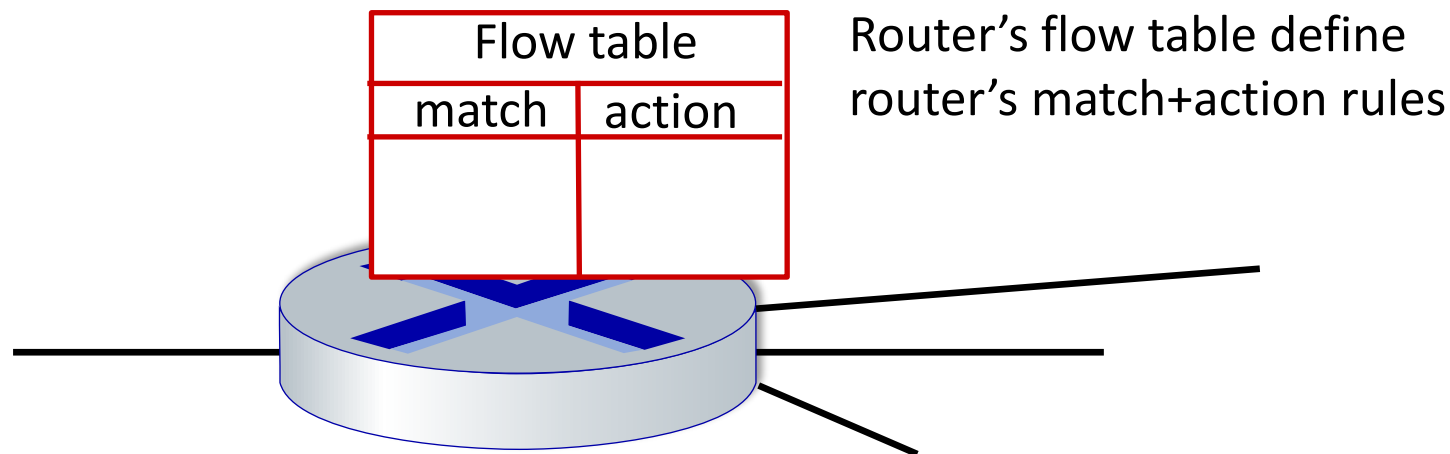 Flow table
match action
Router’s flow table define
router’s match+action rules